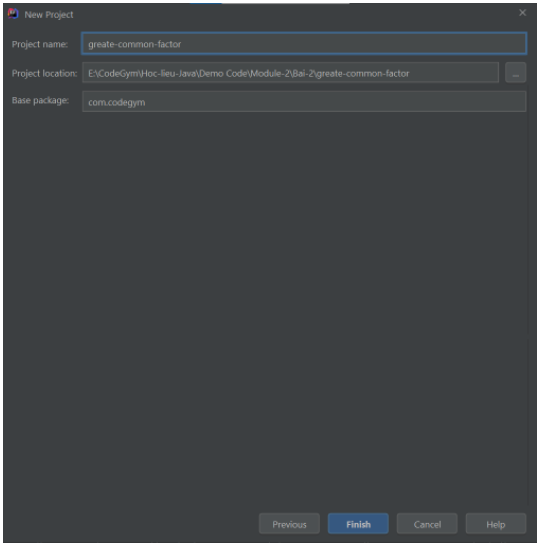 New Project
Project name: greate-common-factor
Project location: E:\CodeGym\Hoc-lieu-Java\Demo Code\Module-2\Bai-2\greate-common-factor ...
Base package: com.codegym
Previous Finish Cancel Help